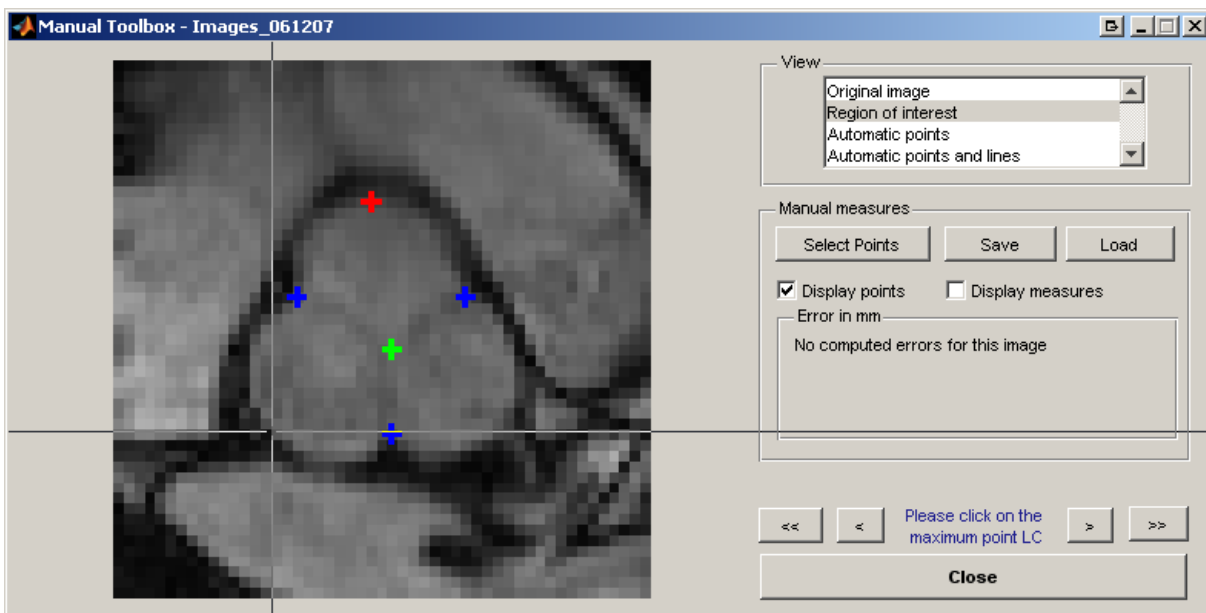 Manual Toolbox - Images_061207
View
Original image
Region of interest
Automatic points
Automatic points and lines
Manual measures
Select Points
Save
Load
Display points
Display measures
Error in mm
No computed errors for this image
<<
<
Please click on the
maximum point LC
>
>>
Close